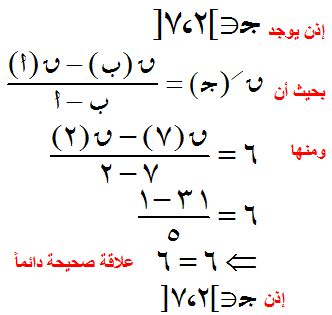 إذن يوجد جـ ∈ ]٢،٧[
بحيث أن ن′(جـ) = (ن(ب) − ن(ا)) / (ب − ا)
ومنها ٦ = (ن(٧) − ن(٢)) / (٧ − ٢)
٦ = (٣١ − ١) / ٥
⇐ ٦ = ٦ علاقة صحيحة دائماً
إذن جـ ∈ ]٢،٧[